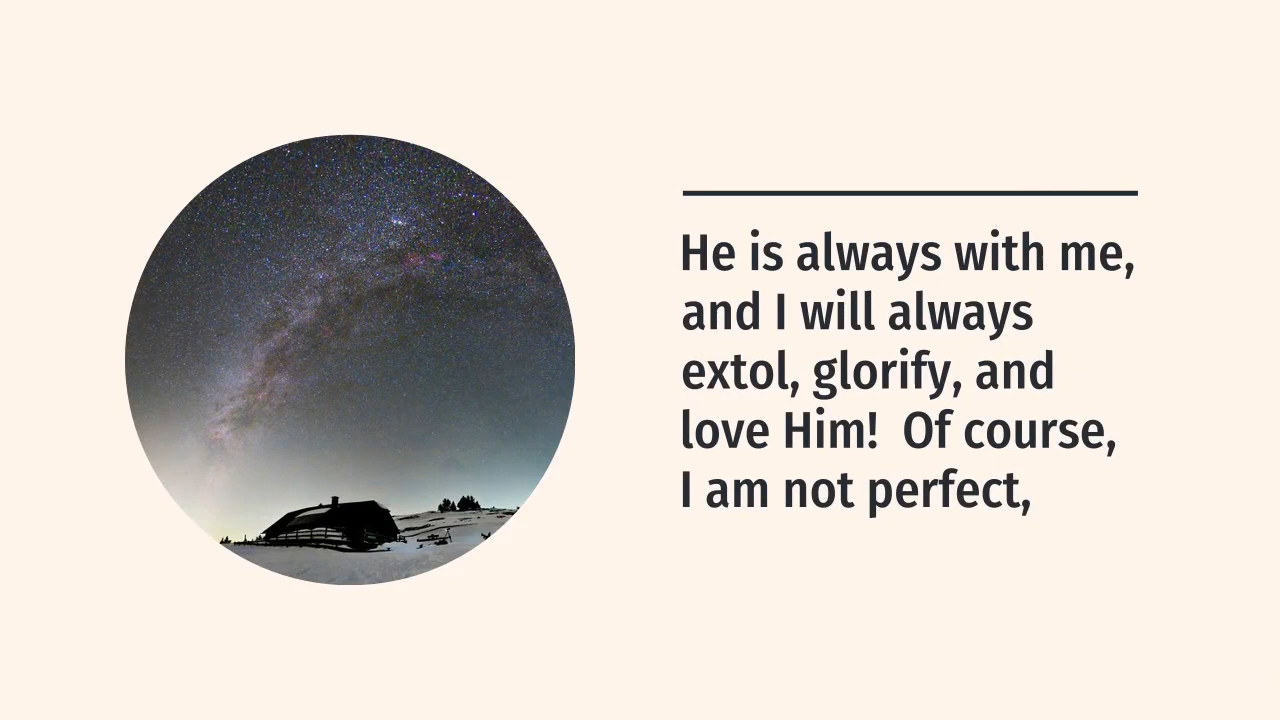 He is always with me,
and I will always
extol, glorify, and
love Him!  Of course,
I am not perfect,